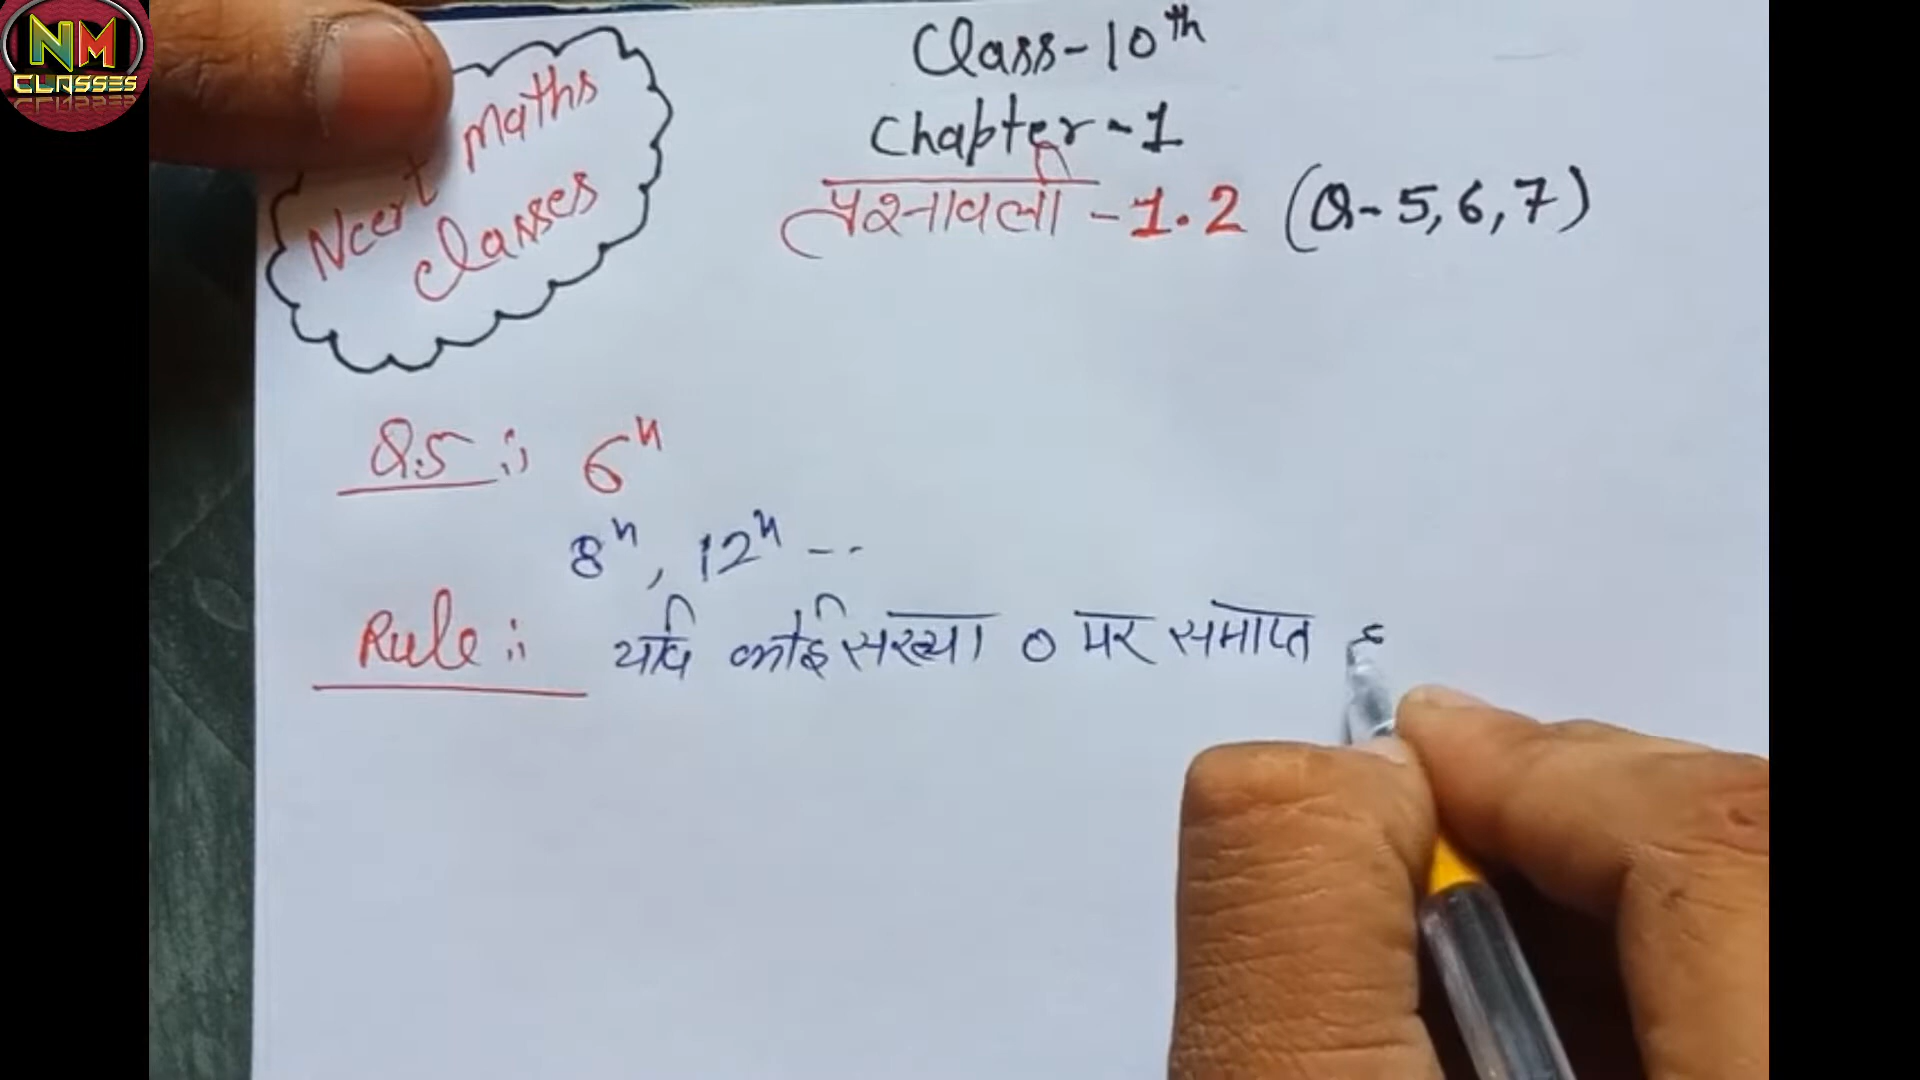 NM
CLASSES
Ncert Maths
Classes
Class-10th
Chapter-1
प्रश्नावली-1.2 (Q-5,6,7)
Q.5:; 6ⁿ
8ⁿ, 12ⁿ ---
Rule:; यदि कोई संख्या 0 पर समाप्त